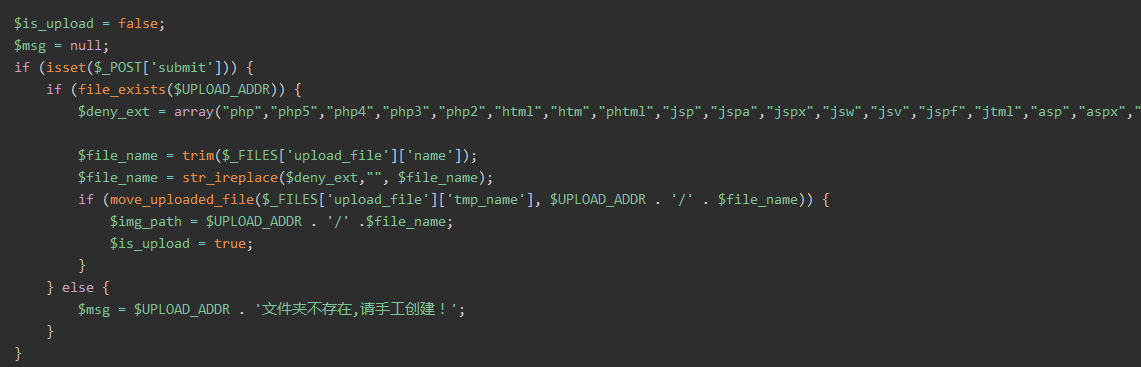 $is_upload = false;
$msg = null;
if (isset($_POST['submit'])) {
    if (file_exists($UPLOAD_ADDR)) {
        $deny_ext = array("php","php5","php4","php3","php2","html","htm","phtml","jsp","jspa","jspx","jsw","jsv","jspf","jtml","asp","aspx","
        $file_name = trim($_FILES['upload_file']['name']);
        $file_name = str_ireplace($deny_ext,"", $file_name);
        if (move_uploaded_file($_FILES['upload_file']['tmp_name'], $UPLOAD_ADDR . '/' . $file_name)) {
            $img_path = $UPLOAD_ADDR . '/' .$file_name;
            $is_upload = true;
        }
    } else {
        $msg = $UPLOAD_ADDR . '文件夹不存在,请手工创建！';
    }
}